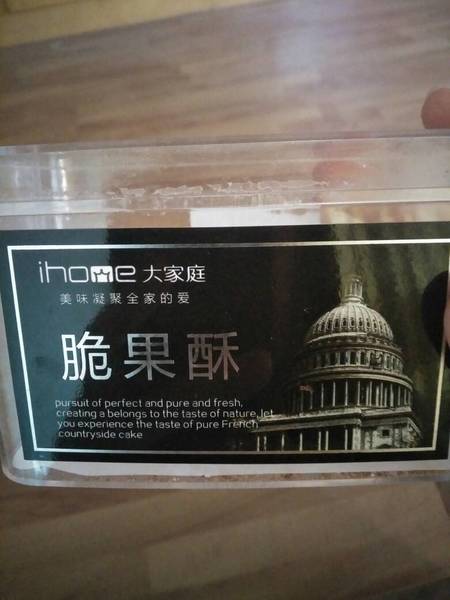 ihome 大家庭
美味凝聚全家的爱
脆果酥
pursuit of perfect and pure and fresh,
creating a belongs to the taste of nature,let
you experience the taste of pure French
countryside cake